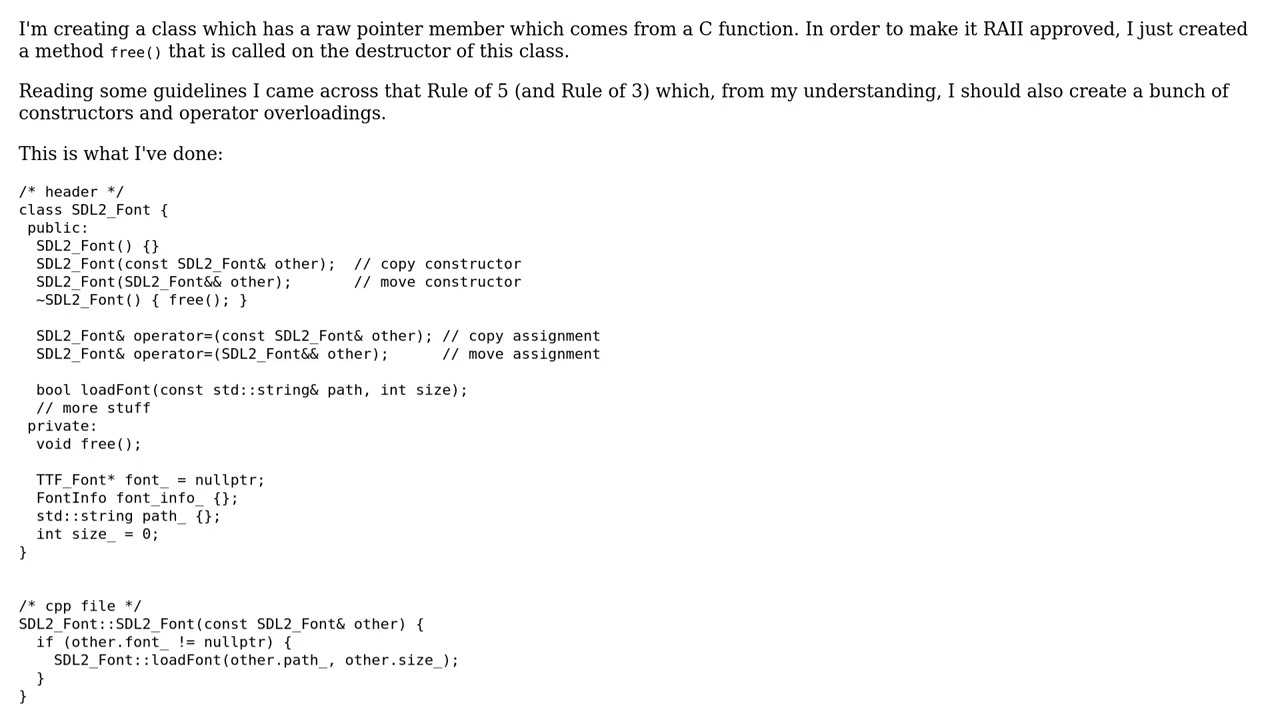 I'm creating a class which has a raw pointer member which comes from a C function. In order to make it RAII approved, I just created
a method free() that is called on the destructor of this class.
Reading some guidelines I came across that Rule of 5 (and Rule of 3) which, from my understanding, I should also create a bunch of
constructors and operator overloadings.
This is what I've done:
/* header */
class SDL2_Font {
 public:
  SDL2_Font() {}
  SDL2_Font(const SDL2_Font& other);  // copy constructor
  SDL2_Font(SDL2_Font&& other);       // move constructor
  ~SDL2_Font() { free(); }

  SDL2_Font& operator=(const SDL2_Font& other); // copy assignment
  SDL2_Font& operator=(SDL2_Font&& other);      // move assignment

  bool loadFont(const std::string& path, int size);
  // more stuff
 private:
  void free();

  TTF_Font* font_ = nullptr;
  FontInfo font_info_ {};
  std::string path_ {};
  int size_ = 0;
}

/* cpp file */
SDL2_Font::SDL2_Font(const SDL2_Font& other) {
  if (other.font_ != nullptr) {
    SDL2_Font::loadFont(other.path_, other.size_);
  }
}